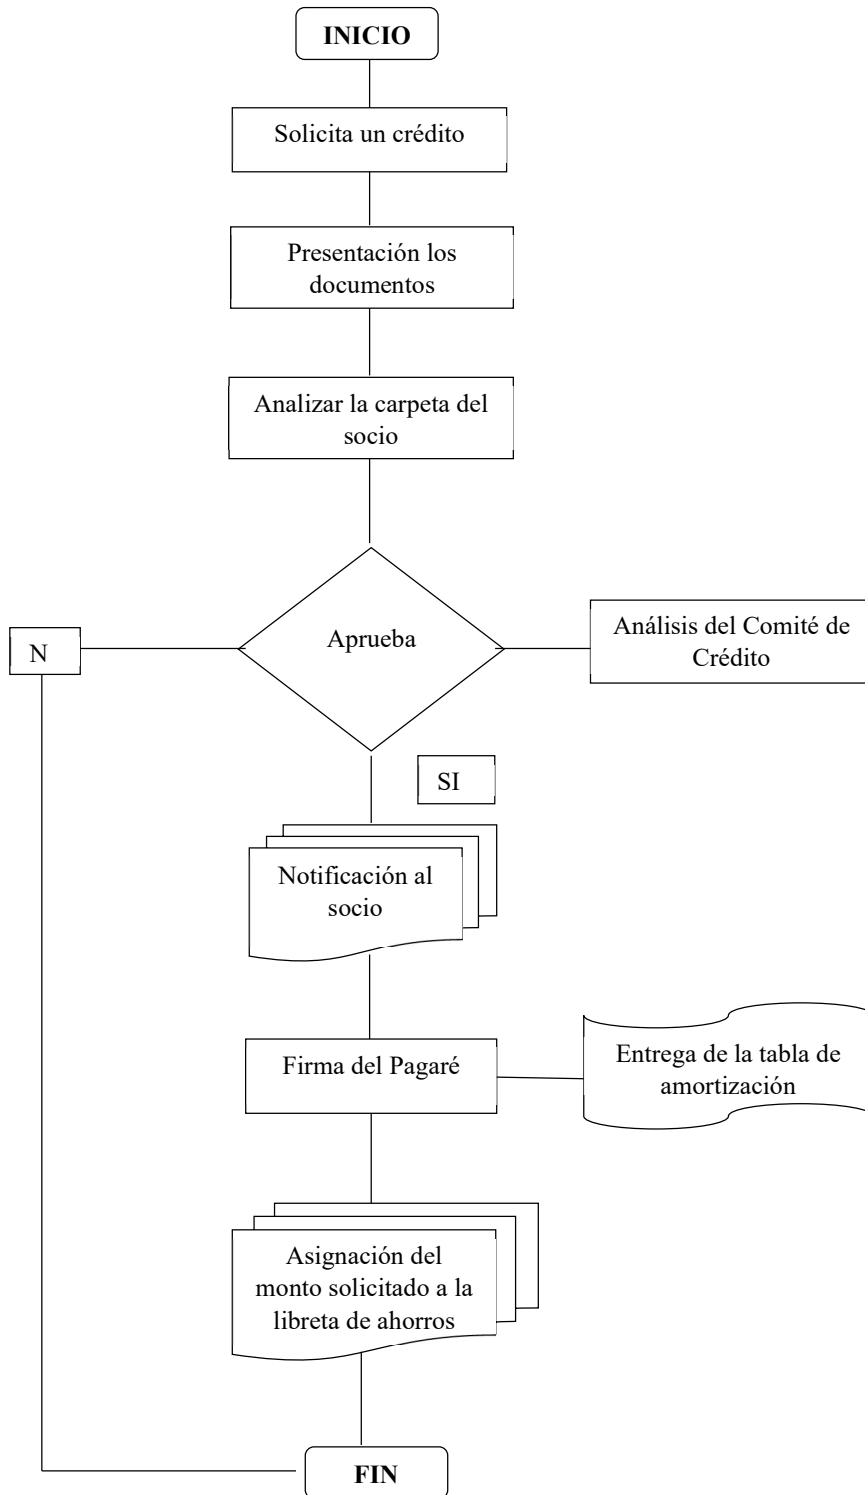 INICIO
Solicita un crédito
Presentación los
documentos
Analizar la carpeta del
socio
Aprueba
N
Análisis del Comité de
Crédito
SI
Notificación al
socio
Firma del Pagaré
Entrega de la tabla de
amortización
Asignación del
monto solicitado a la
libreta de ahorros
FIN